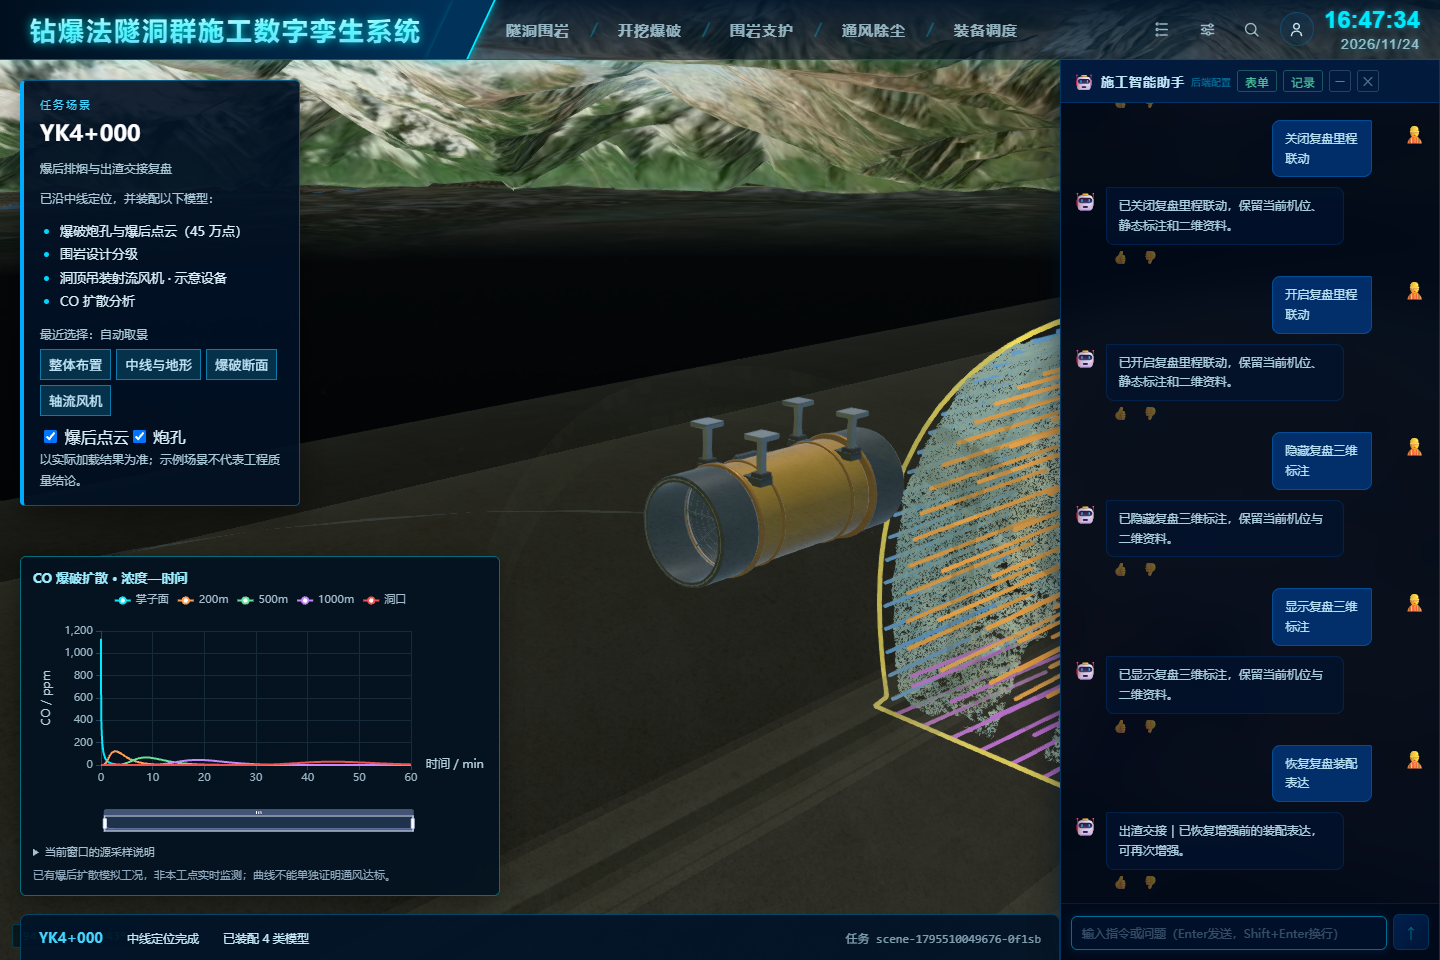 钻爆法隧洞群施工数字孪生系统
隧洞围岩 / 开挖爆破 / 围岩支护 / 通风除尘 / 装备调度
16:47:34
2026/11/24
任务场景
YK4+000
爆后排烟与出渣交接复盘
已沿中线定位，并装配以下模型：
爆破炮孔与爆后点云（45 万点）
围岩设计分级
洞顶吊装射流风机 · 示意设备
CO 扩散分析
最近选择：自动取景
整体布置 中线与地形 爆破断面
轴流风机
爆后点云 炮孔
以实际加载结果为准；示例场景不代表工程质
量结论。
CO 爆破扩散 • 浓度—时间
掌子面 200m 500m 1000m 洞口
CO / ppm
1,200
1,000
800
600
400
200
0
0 10 20 30 40 50 60
时间 / min
当前窗口的源采样说明
已有爆后扩散模拟工况，非本工点实时监测；曲线不能单独证明通风达标。
YK4+000 中线定位完成 已装配 4 类模型
任务 scene-1795510049676-0f1sb
施工智能助手 后端配置 表单 记录
关闭复盘里程
联动
已关闭复盘里程联动，保留当前机位、
静态标注和二维资料。
开启复盘里程
联动
已开启复盘里程联动，保留当前机位、
静态标注和二维资料。
隐藏复盘三维
标注
已隐藏复盘三维标注，保留当前机位与
二维资料。
显示复盘三维
标注
已显示复盘三维标注，保留当前机位与
二维资料。
恢复复盘装配
表达
出渣交接 | 已恢复增强前的装配表达，
可再次增强。
输入指令或问题（Enter发送，Shift+Enter换行）